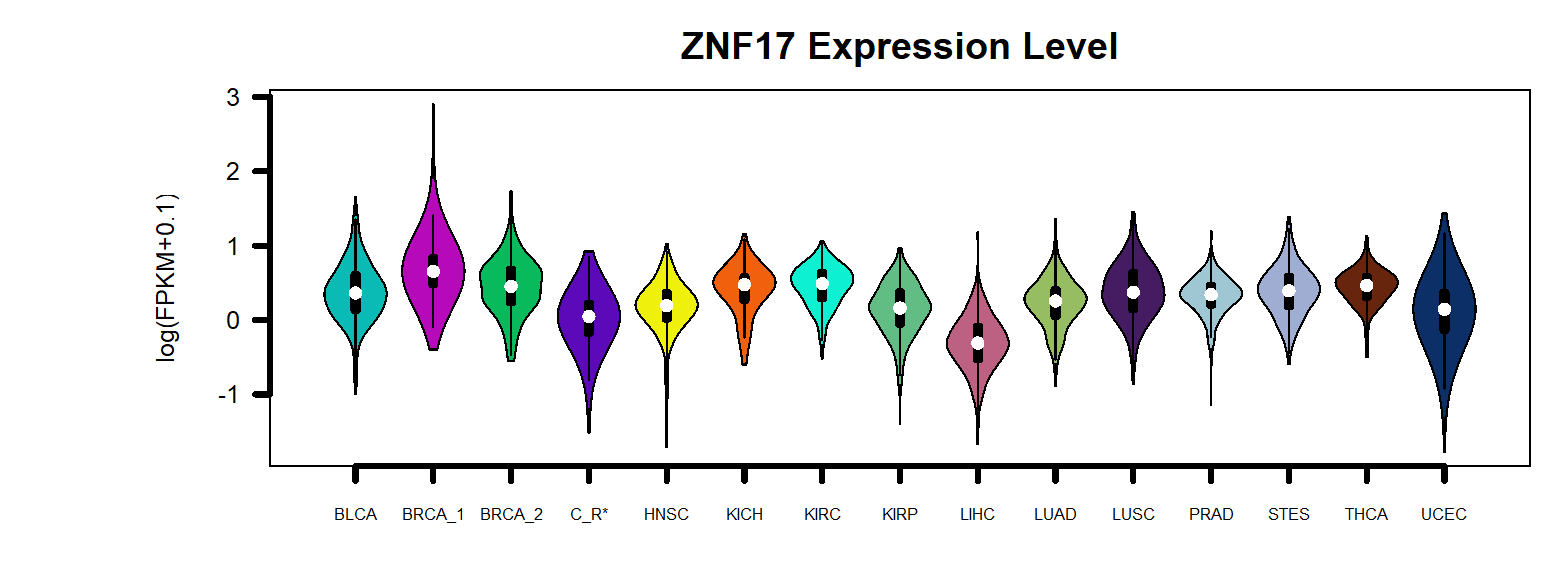 ZNF17 Expression Level
log(FPKM+0.1)
3
2
1
0
-1
BLCA BRCA_1 BRCA_2 C_R* HNSC KICH KIRC KIRP LIHC LUAD LUSC PRAD STES THCA UCEC